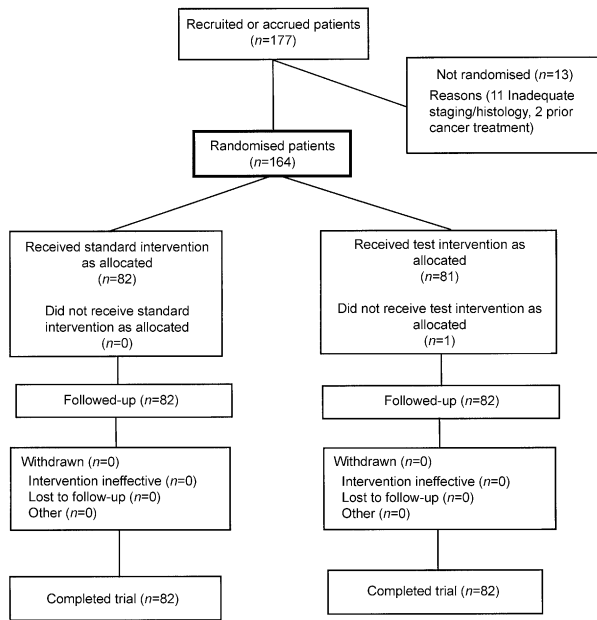 Recruited or accrued patients
(n=177)
Not randomised (n=13)
Reasons (11 Inadequate
staging/histology, 2 prior
cancer treatment)
Randomised patients
(n=164)
Received standard intervention
as allocated
(n=82)
Did not receive standard
intervention as allocated
(n=0)
Received test intervention as
allocated
(n=81)
Did not receive test intervention as
allocated
(n=1)
Followed-up (n=82)
Followed-up (n=82)
Withdrawn (n=0)
Intervention ineffective (n=0)
Lost to follow-up (n=0)
Other (n=0)
Withdrawn (n=0)
Intervention ineffective (n=0)
Lost to follow-up (n=0)
Other (n=0)
Completed trial (n=82)
Completed trial (n=82)